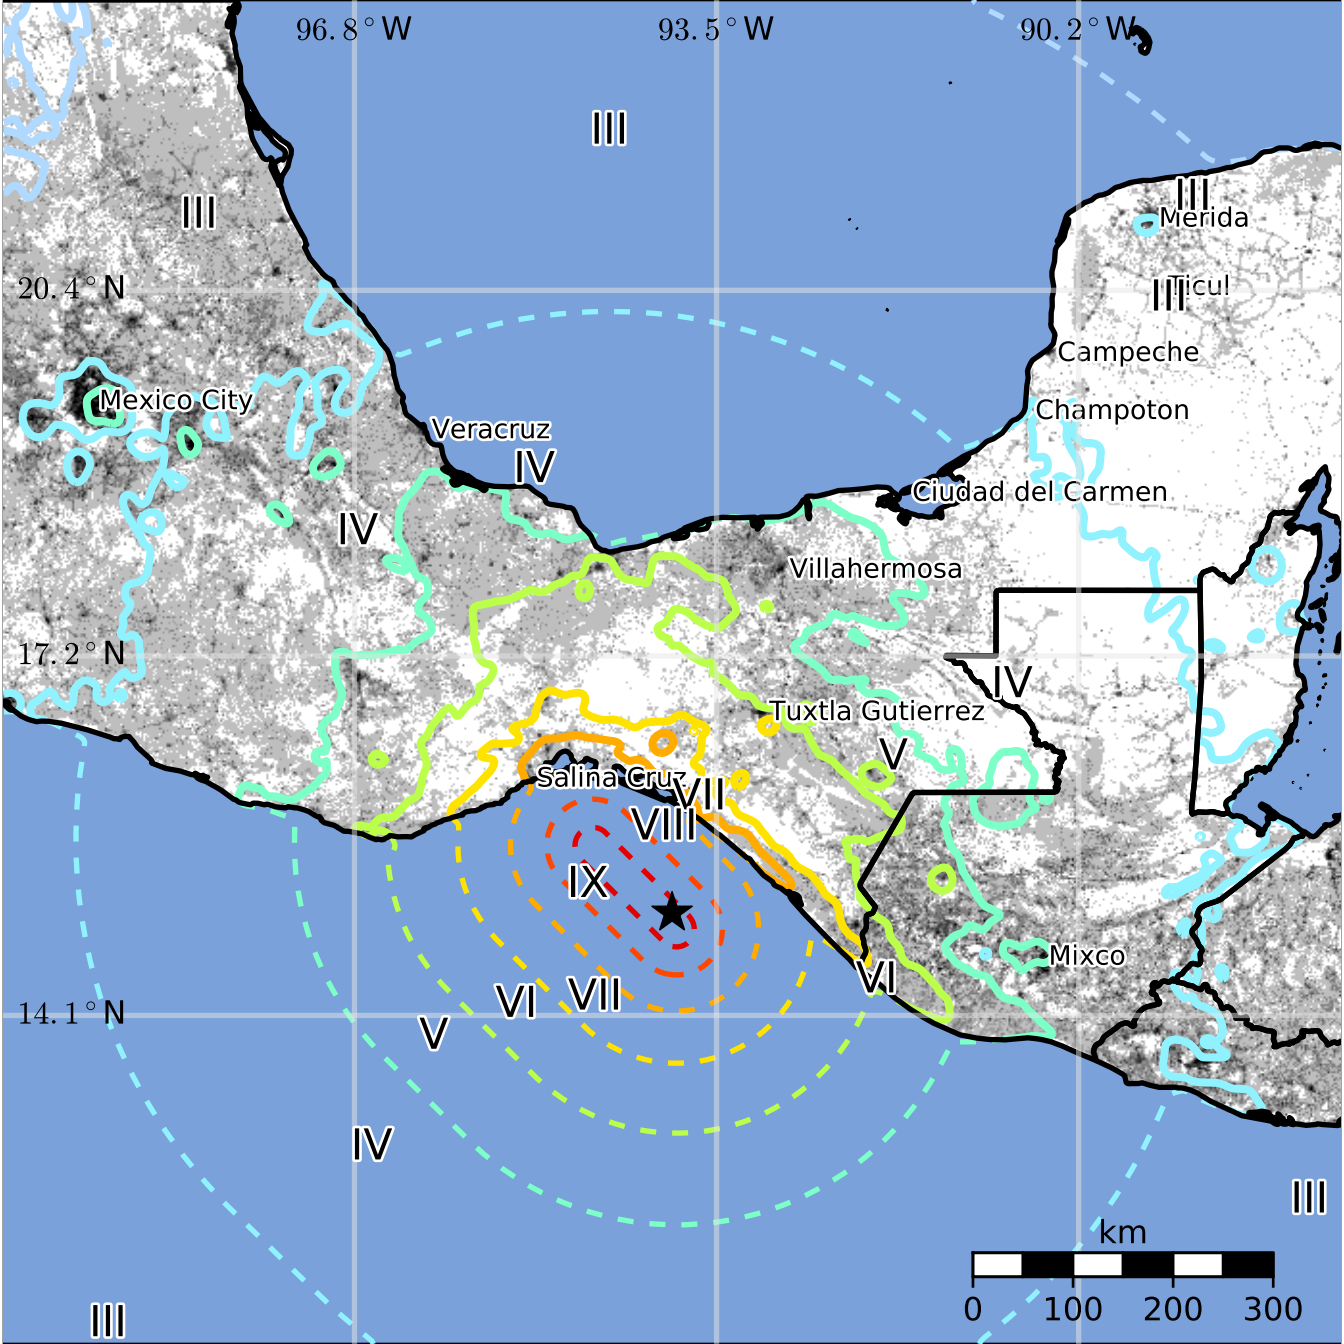 96.8°W 93.5°W 90.2°W
III
III
III
Merida
20.4°N
Ticul
III
Campeche
Mexico City
Champoton
Veracruz
IV
Ciudad del Carmen
IV
Villahermosa
17.2°N
IV
Tuxtla Gutierrez
V
Salina Cruz
VII
VIII
IX
Mixco
VI
VII
VI
14.1°N
V
IV
III
km
0 100 200 300
III